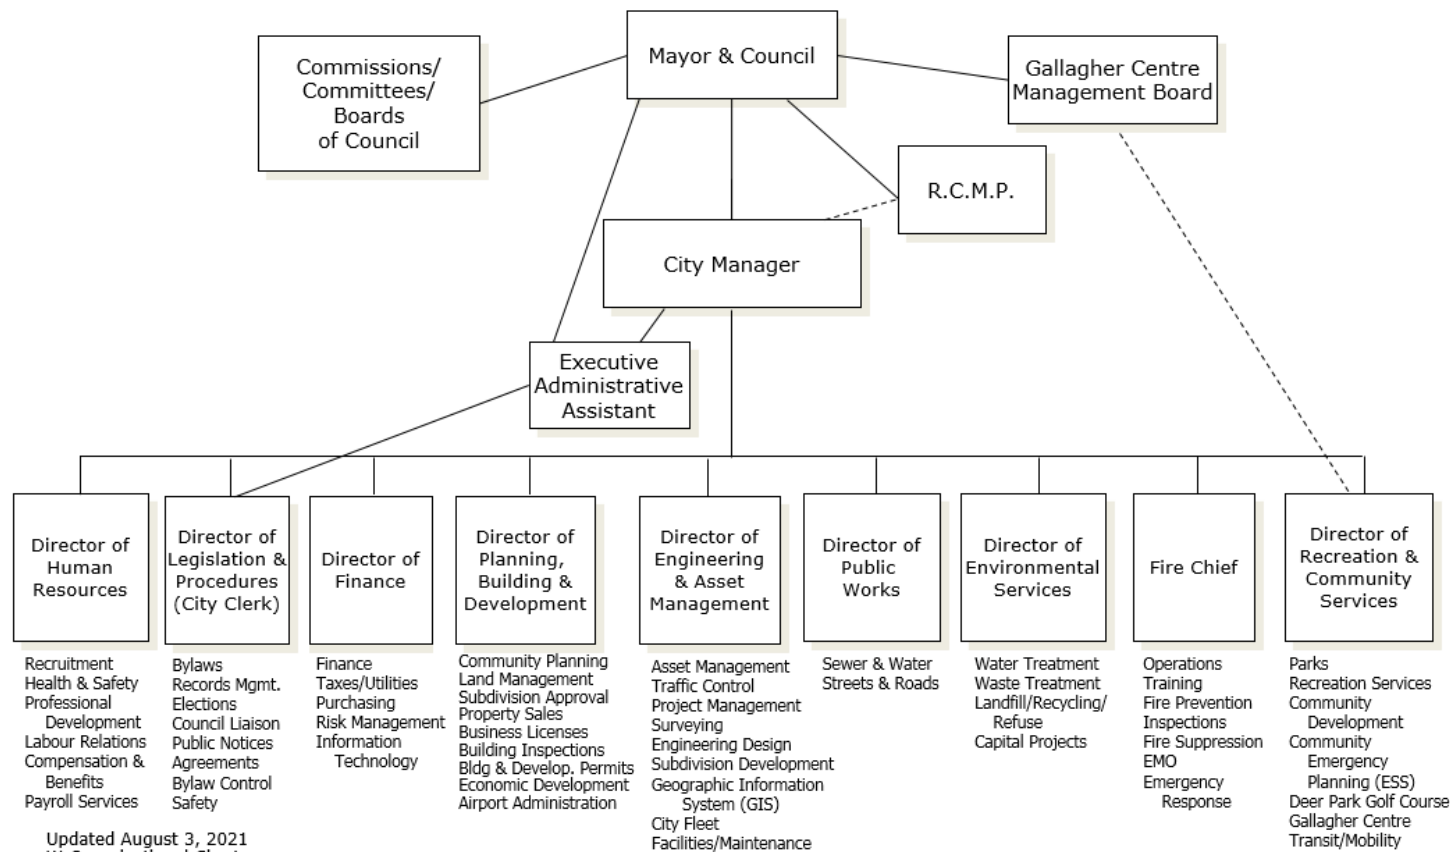 Mayor & Council
Commissions/
Committees/
Boards
of Council
Gallagher Centre
Management Board
R.C.M.P.
City Manager
Executive
Administrative
Assistant
Director of
Human
Resources
Director of
Legislation &
Procedures
(City Clerk)
Director of
Finance
Director of
Planning,
Building &
Development
Director of
Engineering
& Asset
Management
Director of
Public
Works
Director of
Environmental
Services
Fire Chief
Director of
Recreation &
Community
Services
Recruitment
Health & Safety
Professional
Development
Labour Relations
Compensation &
Benefits
Payroll Services
Bylaws
Records Mgmt.
Elections
Council Liaison
Public Notices
Agreements
Bylaw Control
Safety
Finance
Taxes/Utilities
Purchasing
Risk Management
Information
Technology
Community Planning
Land Management
Subdivision Approval
Property Sales
Business Licenses
Building Inspections
Bldg & Develop. Permits
Economic Development
Airport Administration
Asset Management
Traffic Control
Project Management
Surveying
Engineering Design
Subdivision Development
Geographic Information
System (GIS)
City Fleet
Facilities/Maintenance
Sewer & Water
Streets & Roads
Water Treatment
Waste Treatment
Landfill/Recycling/
Refuse
Capital Projects
Operations
Training
Fire Prevention
Inspections
Fire Suppression
EMO
Emergency
Response
Parks
Recreation Services
Community
Development
Community
Emergency
Planning (ESS)
Deer Park Golf Course
Gallagher Centre
Transit/Mobility
Updated August 3, 2021